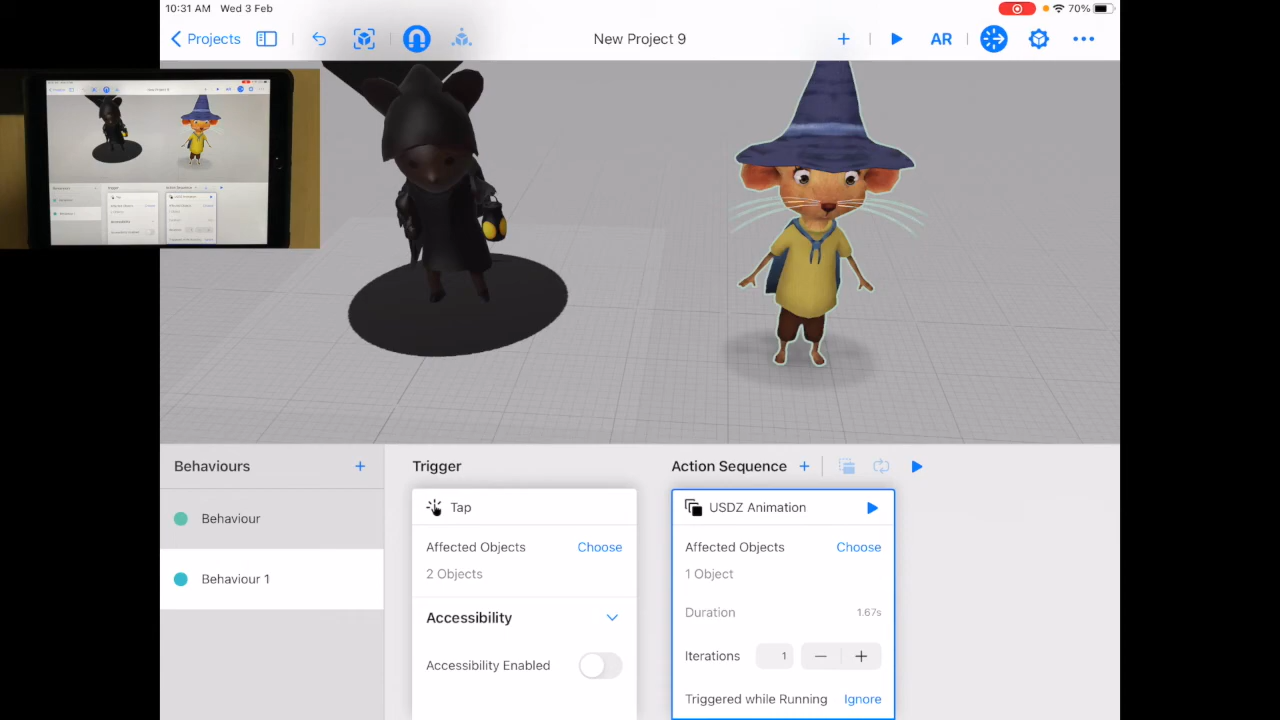 10:31 AM Wed 3 Feb
70%
Projects
New Project 9
AR
Behaviours
Trigger
Action Sequence
Tap
USDZ Animation
Behaviour
Affected Objects Choose
Affected Objects Choose
2 Objects
1 Object
Behaviour 1
Accessibility
Duration 1.67s
Accessibility Enabled
Iterations 1
Triggered while Running Ignore